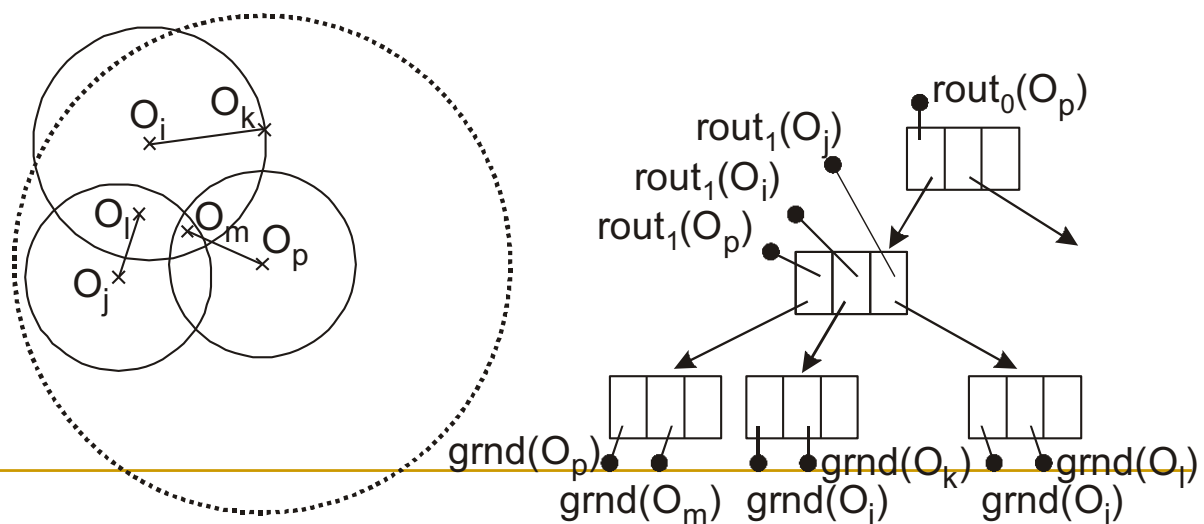 O_i
O_k
O_l
O_m
O_p
O_j
rout_0(O_p)
rout_1(O_j)
rout_1(O_i)
rout_1(O_p)
grnd(O_p)
grnd(O_k)
grnd(O_l)
grnd(O_m)
grnd(O_i)
grnd(O_j)